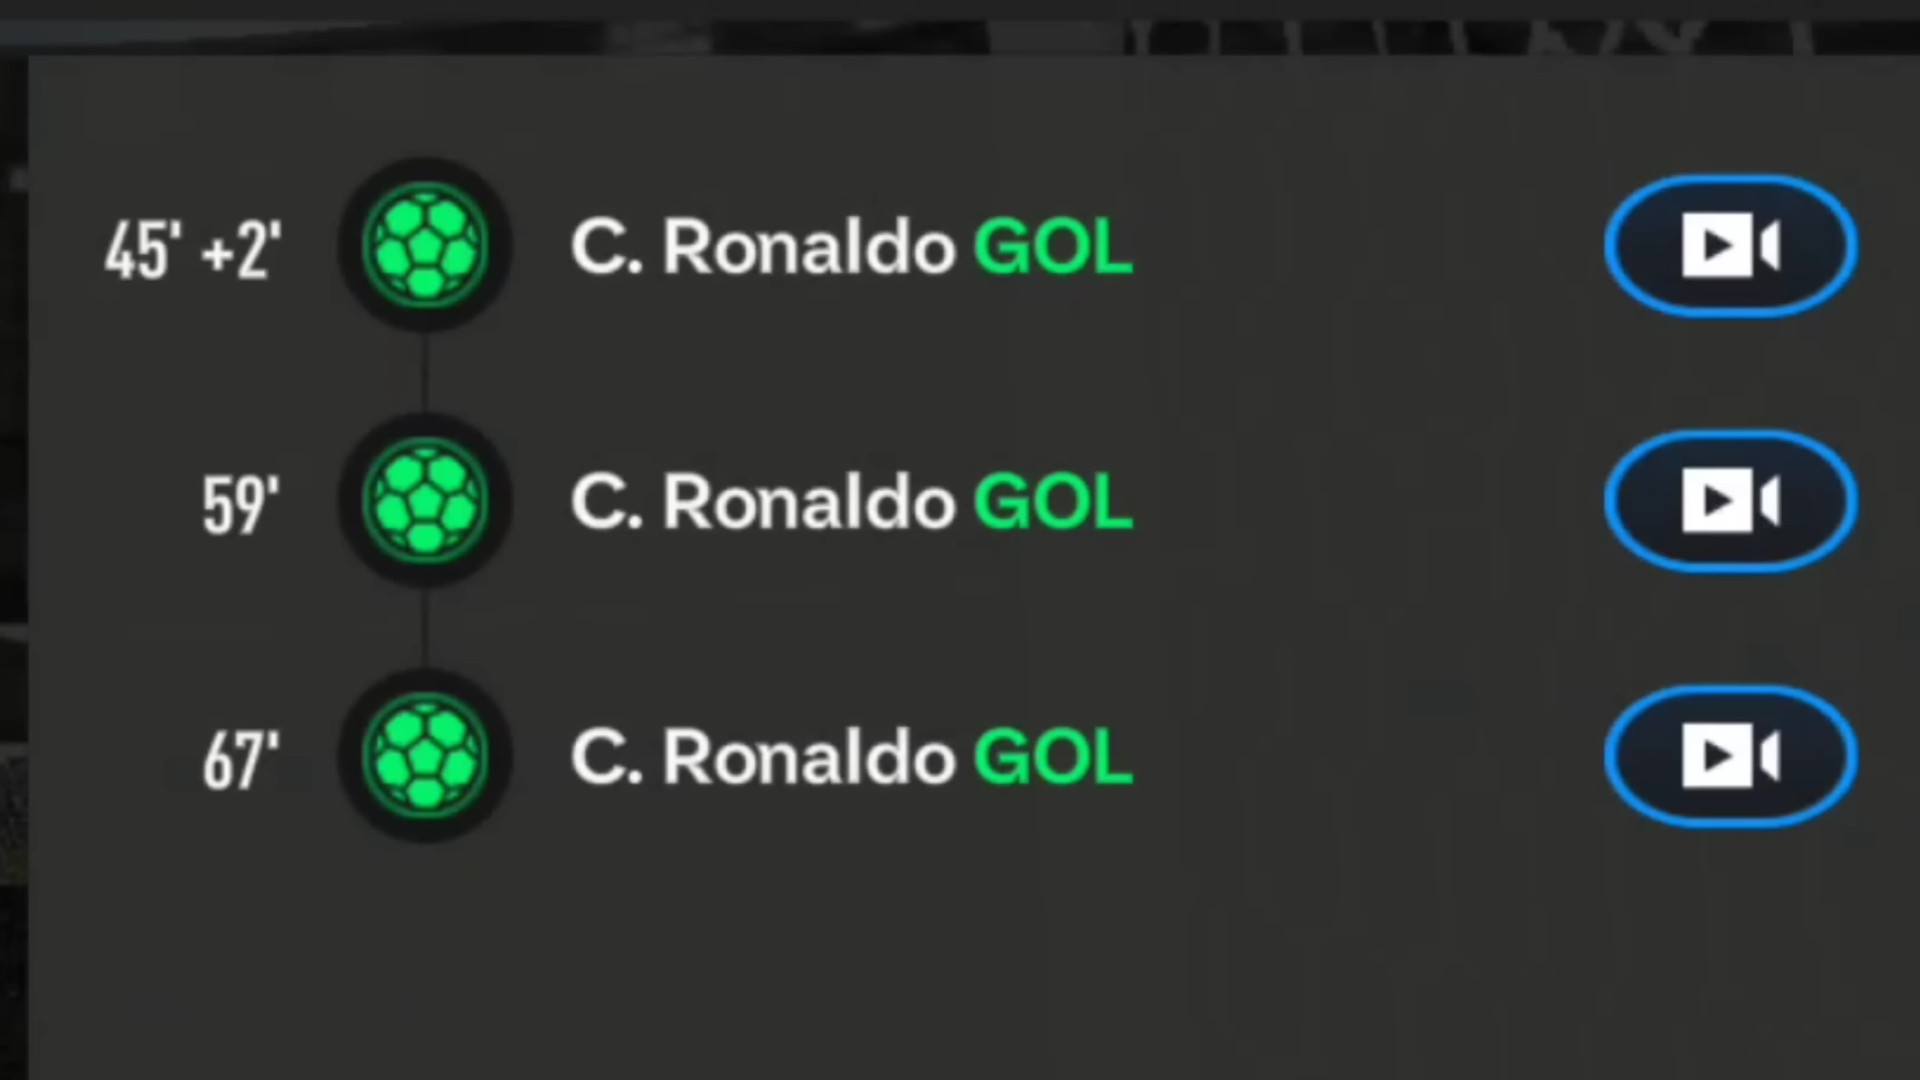 45' +2' C. Ronaldo GOL
59' C. Ronaldo GOL
67' C. Ronaldo GOL